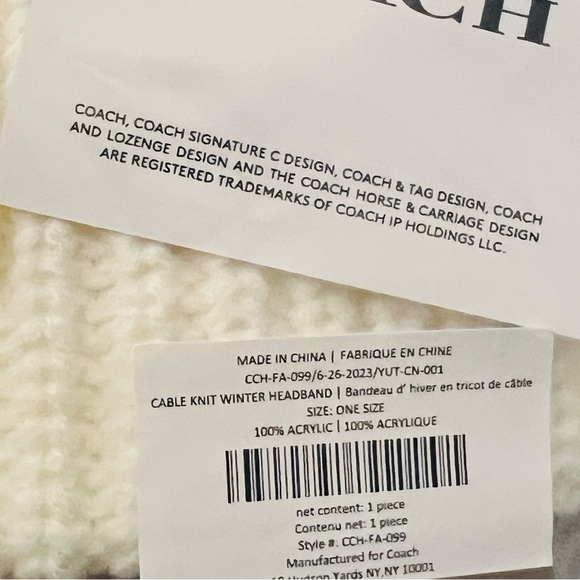 COACH, COACH SIGNATURE C DESIGN, COACH & TAG DESIGN, COACH
AND LOZENGE DESIGN AND THE COACH HORSE & CARRIAGE DESIGN
ARE REGISTERED TRADEMARKS OF COACH IP HOLDINGS LLC.
MADE IN CHINA | FABRIQUE EN CHINE
CCH-FA-099/6-26-2023/YUT-CN-001
CABLE KNIT WINTER HEADBAND | Bandeau d' hiver en tricot de câble
SIZE: ONE SIZE
100% ACRYLIC | 100% ACRYLIQUE
net content: 1 piece
Contenu net: 1 piece
Style #: CCH-FA-099
Manufactured for Coach
Hudson Yards NY,NY 10001